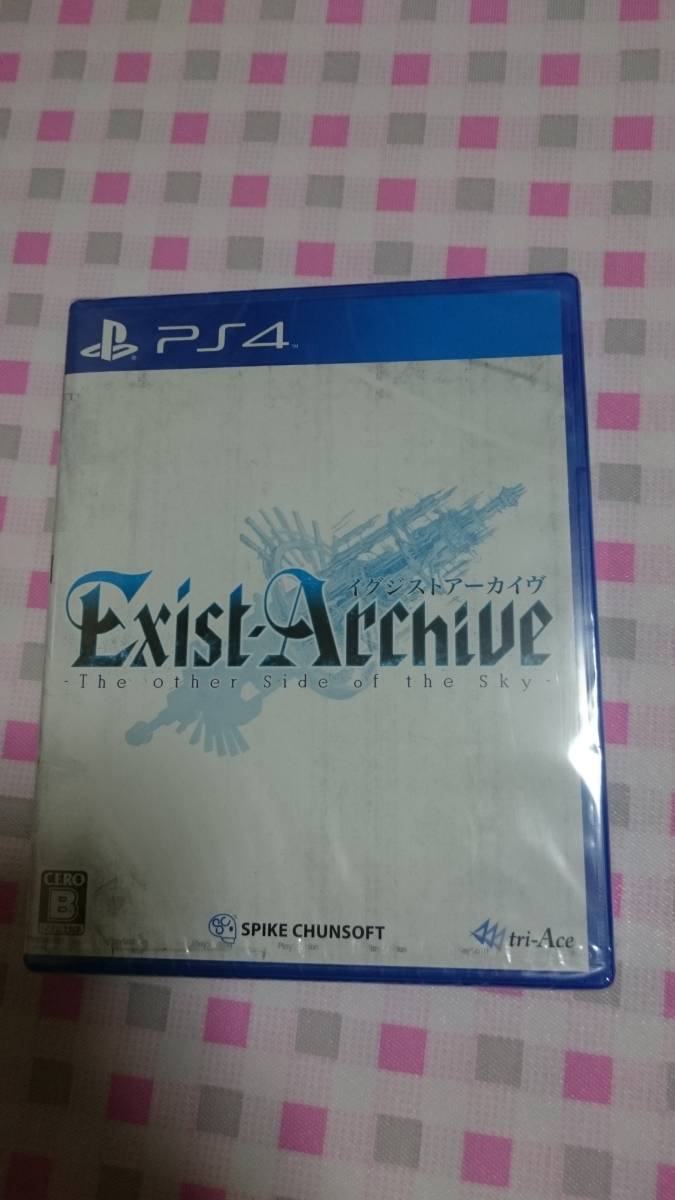 PS4
イグジストアーカイヴ
Exist-Archive
-The other Side of the Sky-
CERO
B
SPIKE CHUNSOFT
tri-Ace